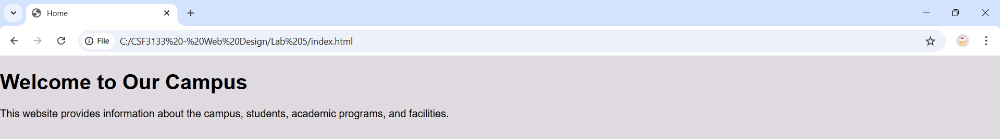 Home
File
C:/CSF3133%20-%20Web%20Design/Lab%205/index.html
Welcome to Our Campus
This website provides information about the campus, students, academic programs, and facilities.